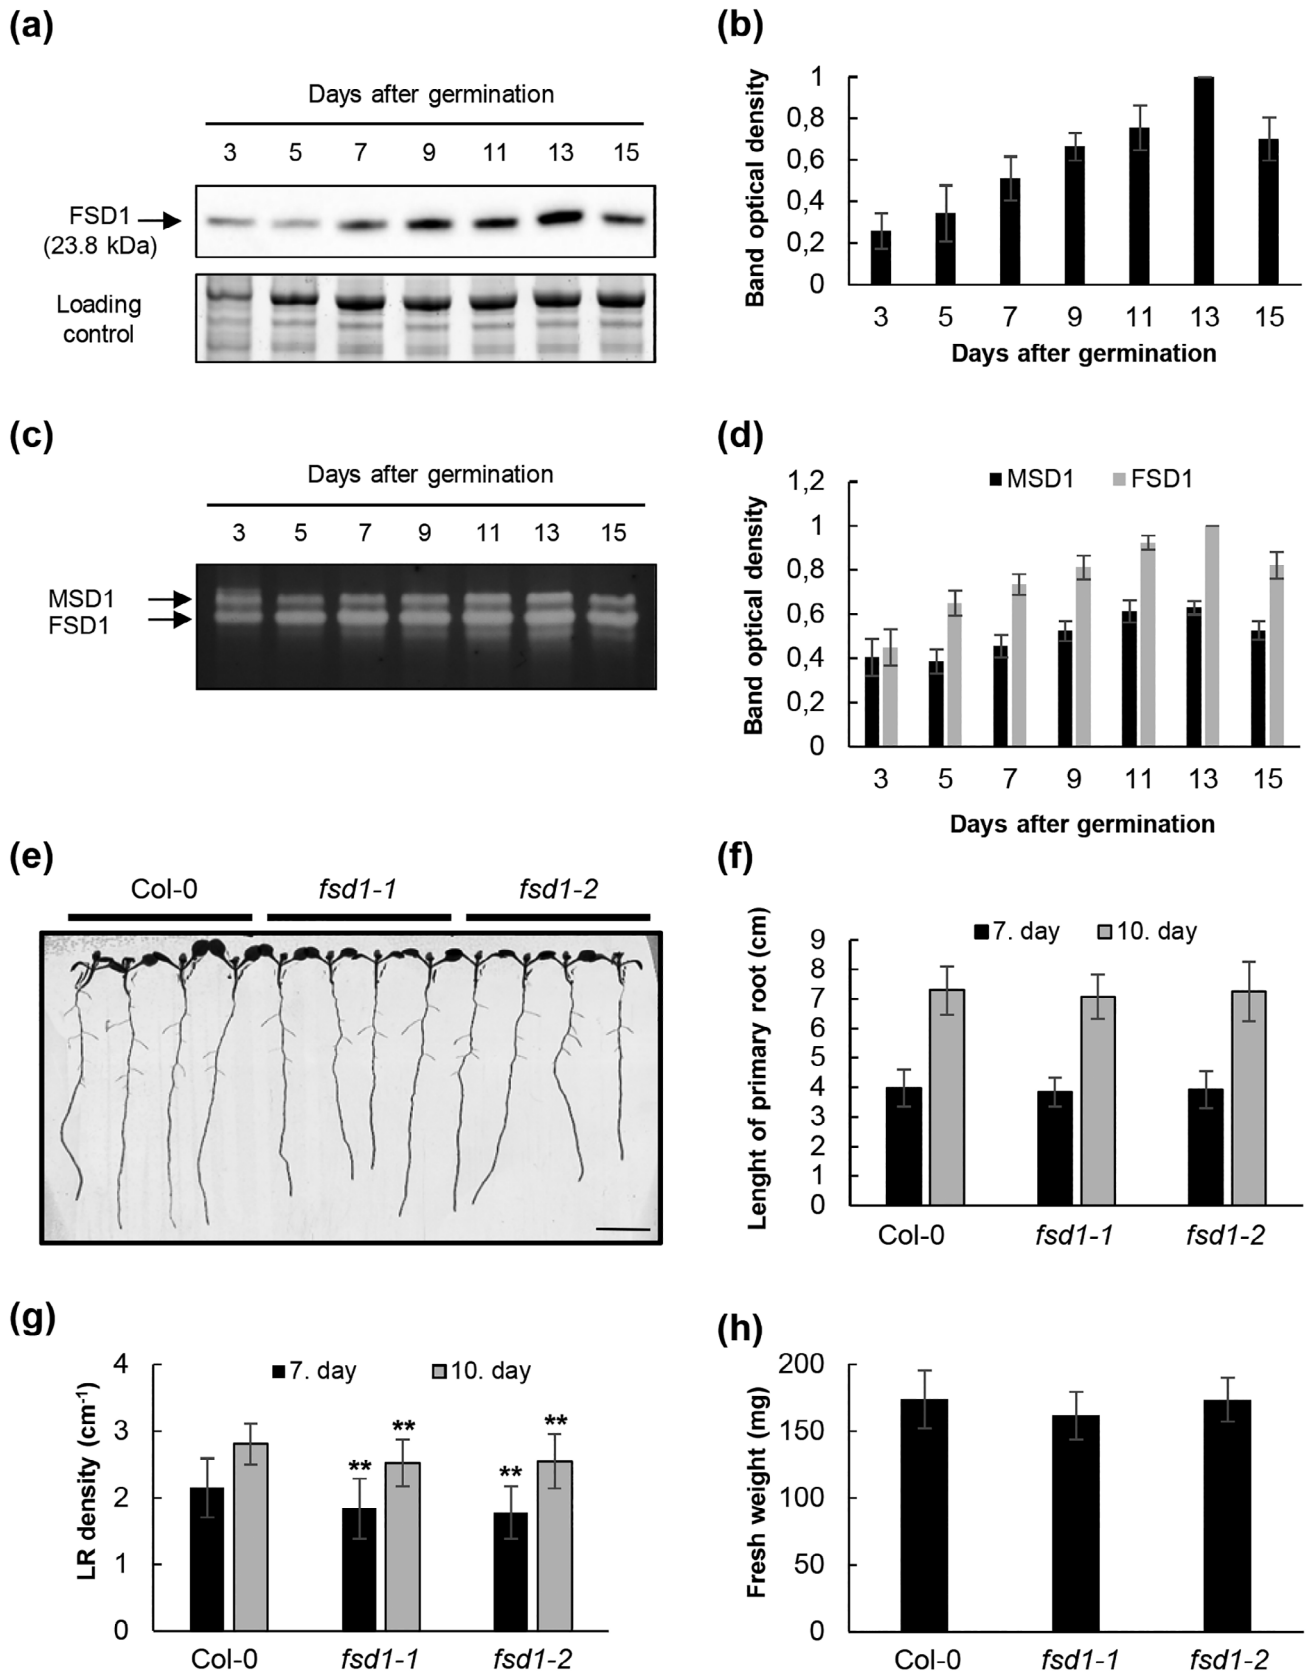 (a)
Days after germination
3 5 7 9 11 13 15
FSD1
(23.8 kDa)
Loading
control
(b)
Band optical density
1
0,8
0,6
0,4
0,2
0
3 5 7 9 11 13 15
Days after germination
(c)
Days after germination
3 5 7 9 11 13 15
MSD1
FSD1
(d)
Band optical density
MSD1 FSD1
1,2
1
0,8
0,6
0,4
0,2
0
3 5 7 9 11 13 15
Days after germination
(e)
Col-0 fsd1-1 fsd1-2
(f)
Lenght of primary root (cm)
7. day 10. day
9
8
7
6
5
4
3
2
1
0
Col-0 fsd1-1 fsd1-2
(g)
LR density (cm-1)
7. day 10. day
4
3
2
1
0
** ** ** **
Col-0 fsd1-1 fsd1-2
(h)
Fresh weight (mg)
200
150
100
50
0
Col-0 fsd1-1 fsd1-2